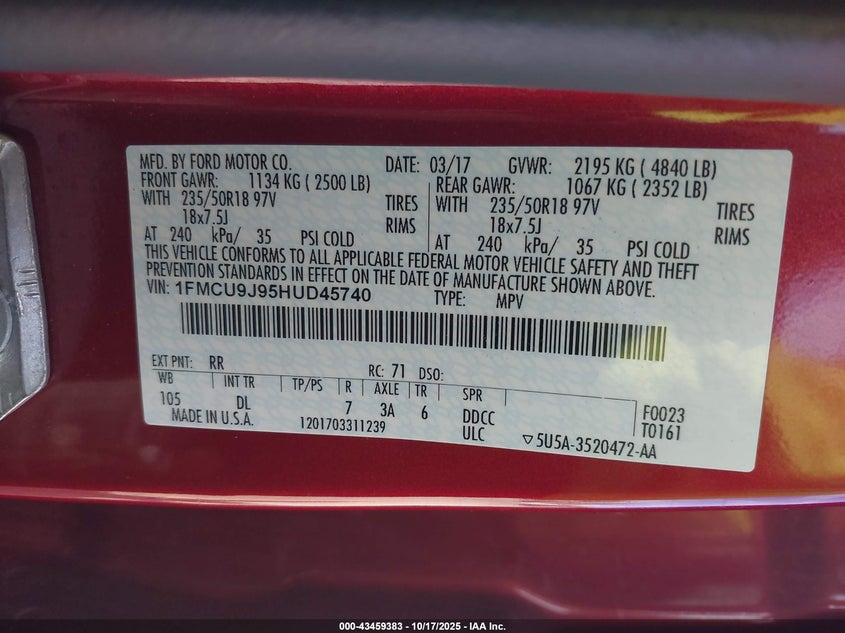 MFD. BY FORD MOTOR CO. DATE: 03/17 GVWR: 2195 KG ( 4840 LB)
FRONT GAWR: 1134 KG ( 2500 LB) REAR GAWR: 1067 KG ( 2352 LB)
WITH 235/50R18 97V TIRES WITH 235/50R18 97V TIRES
18x7.5J RIMS 18x7.5J RIMS
AT 240 kPa/ 35 PSI COLD AT 240 kPa/ 35 PSI COLD
THIS VEHICLE CONFORMS TO ALL APPLICABLE FEDERAL MOTOR VEHICLE SAFETY AND THEFT
PREVENTION STANDARDS IN EFFECT ON THE DATE OF MANUFACTURE SHOWN ABOVE.
VIN: 1FMCU9J95HUD45740 TYPE: MPV
EXT PNT: RR RC: 71 DSO:
WB INT TR TP/PS R AXLE TR SPR
105 DL 7 3A 6 DDCC F0023
MADE IN U.S.A. 1201703311239 ULC ▽5U5A-3520472-AA T0161
000-43459383 - 10/17/2025 - IAA Inc.